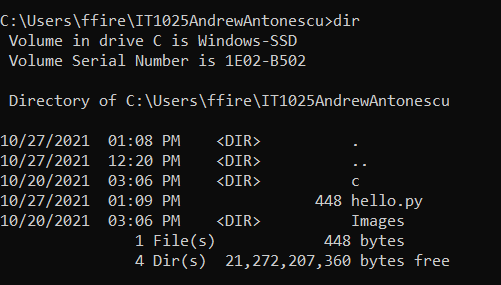 C:\Users\ffire\IT1025AndrewAntonescu>dir
Volume in drive C is Windows-SSD
Volume Serial Number is 1E02-B502
Directory of C:\Users\ffire\IT1025AndrewAntonescu
10/27/2021  01:08 PM    <DIR>          .
10/27/2021  12:20 PM    <DIR>          ..
10/20/2021  03:06 PM    <DIR>          c
10/27/2021  01:09 PM               448 hello.py
10/20/2021  03:06 PM    <DIR>          Images
1 File(s)            448 bytes
4 Dir(s)  21,272,207,360 bytes free